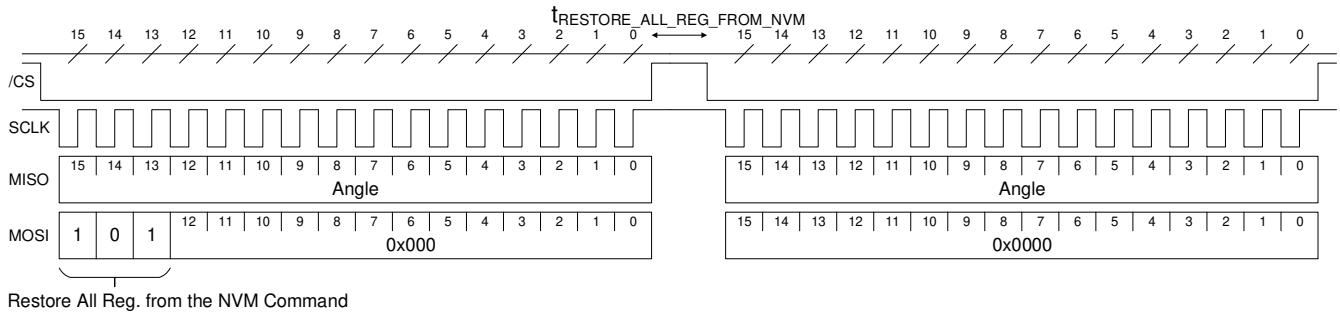 tRESTORE_ALL_REG_FROM_NVM
15 14 13 12 11 10 9 8 7 6 5 4 3 2 1 0 15 14 13 12 11 10 9 8 7 6 5 4 3 2 1 0
/CS
SCLK
15 14 13 12 11 10 9 8 7 6 5 4 3 2 1 0 15 14 13 12 11 10 9 8 7 6 5 4 3 2 1 0
MISO Angle Angle
12 11 10 9 8 7 6 5 4 3 2 1 0 15 14 13 12 11 10 9 8 7 6 5 4 3 2 1 0
MOSI 1 0 1 0x000 0x0000
Restore All Reg. from the NVM Command